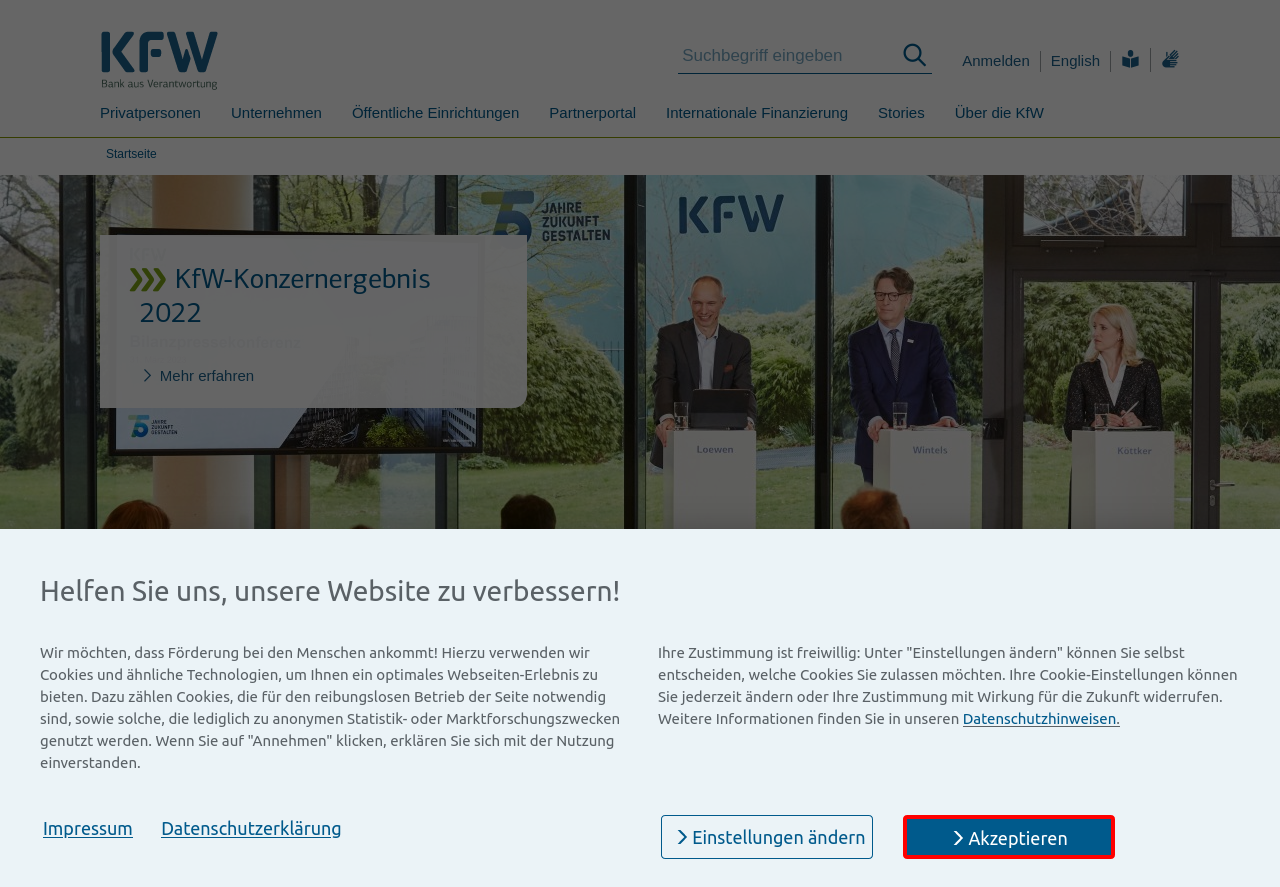 KFW
Bank aus Verantwortung
Suchbegriff eingeben
Anmelden
English
Privatpersonen
Unternehmen
Öffentliche Einrichtungen
Partnerportal
Internationale Finanzierung
Stories
Über die KfW
Startseite
75 JAHRE
ZUKUNFT
GESTALTEN
KFW
KfW-Konzernergebnis
2022
Mehr erfahren
75 JAHRE
ZUKUNFT
GESTALTEN
Loewen
Wintels
Köttker
Helfen Sie uns, unsere Website zu verbessern!
Wir möchten, dass Förderung bei den Menschen ankommt! Hierzu verwenden wir
Cookies und ähnliche Technologien, um Ihnen ein optimales Webseiten-Erlebnis zu
bieten. Dazu zählen Cookies, die für den reibungslosen Betrieb der Seite notwendig
sind, sowie solche, die lediglich zu anonymen Statistik- oder Marktforschungszwecken
genutzt werden. Wenn Sie auf "Annehmen" klicken, erklären Sie sich mit der Nutzung
einverstanden.
Ihre Zustimmung ist freiwillig: Unter "Einstellungen ändern" können Sie selbst
entscheiden, welche Cookies Sie zulassen möchten. Ihre Cookie-Einstellungen können
Sie jederzeit ändern oder Ihre Zustimmung mit Wirkung für die Zukunft widerrufen.
Weitere Informationen finden Sie in unseren Datenschutzhinweisen.
Impressum
Datenschutzerklärung
Einstellungen ändern
Akzeptieren